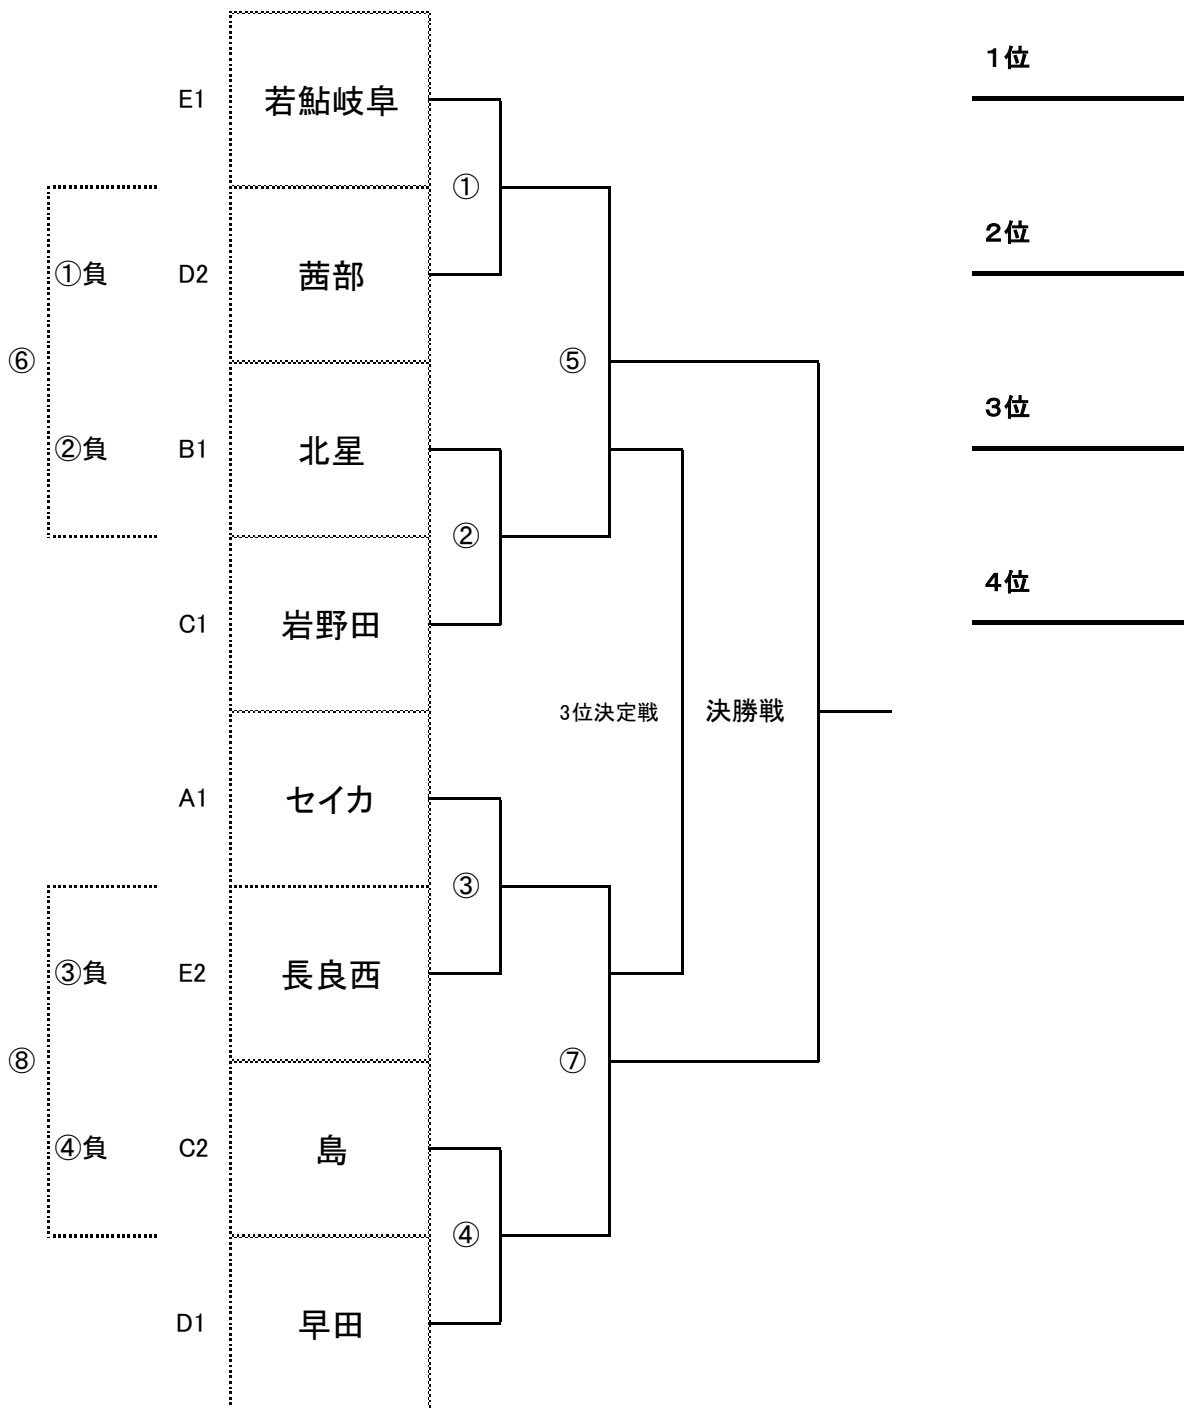 1位
E1 若鮎岐阜
①
2位
①負 D2 茜部
⑥ ⑤
3位
②負 B1 北星
②
4位
C1 岩野田
3位決定戦 決勝戦
A1 セイカ
③
③負 E2 長良西
⑧ ⑦
④負 C2 島
④
D1 早田